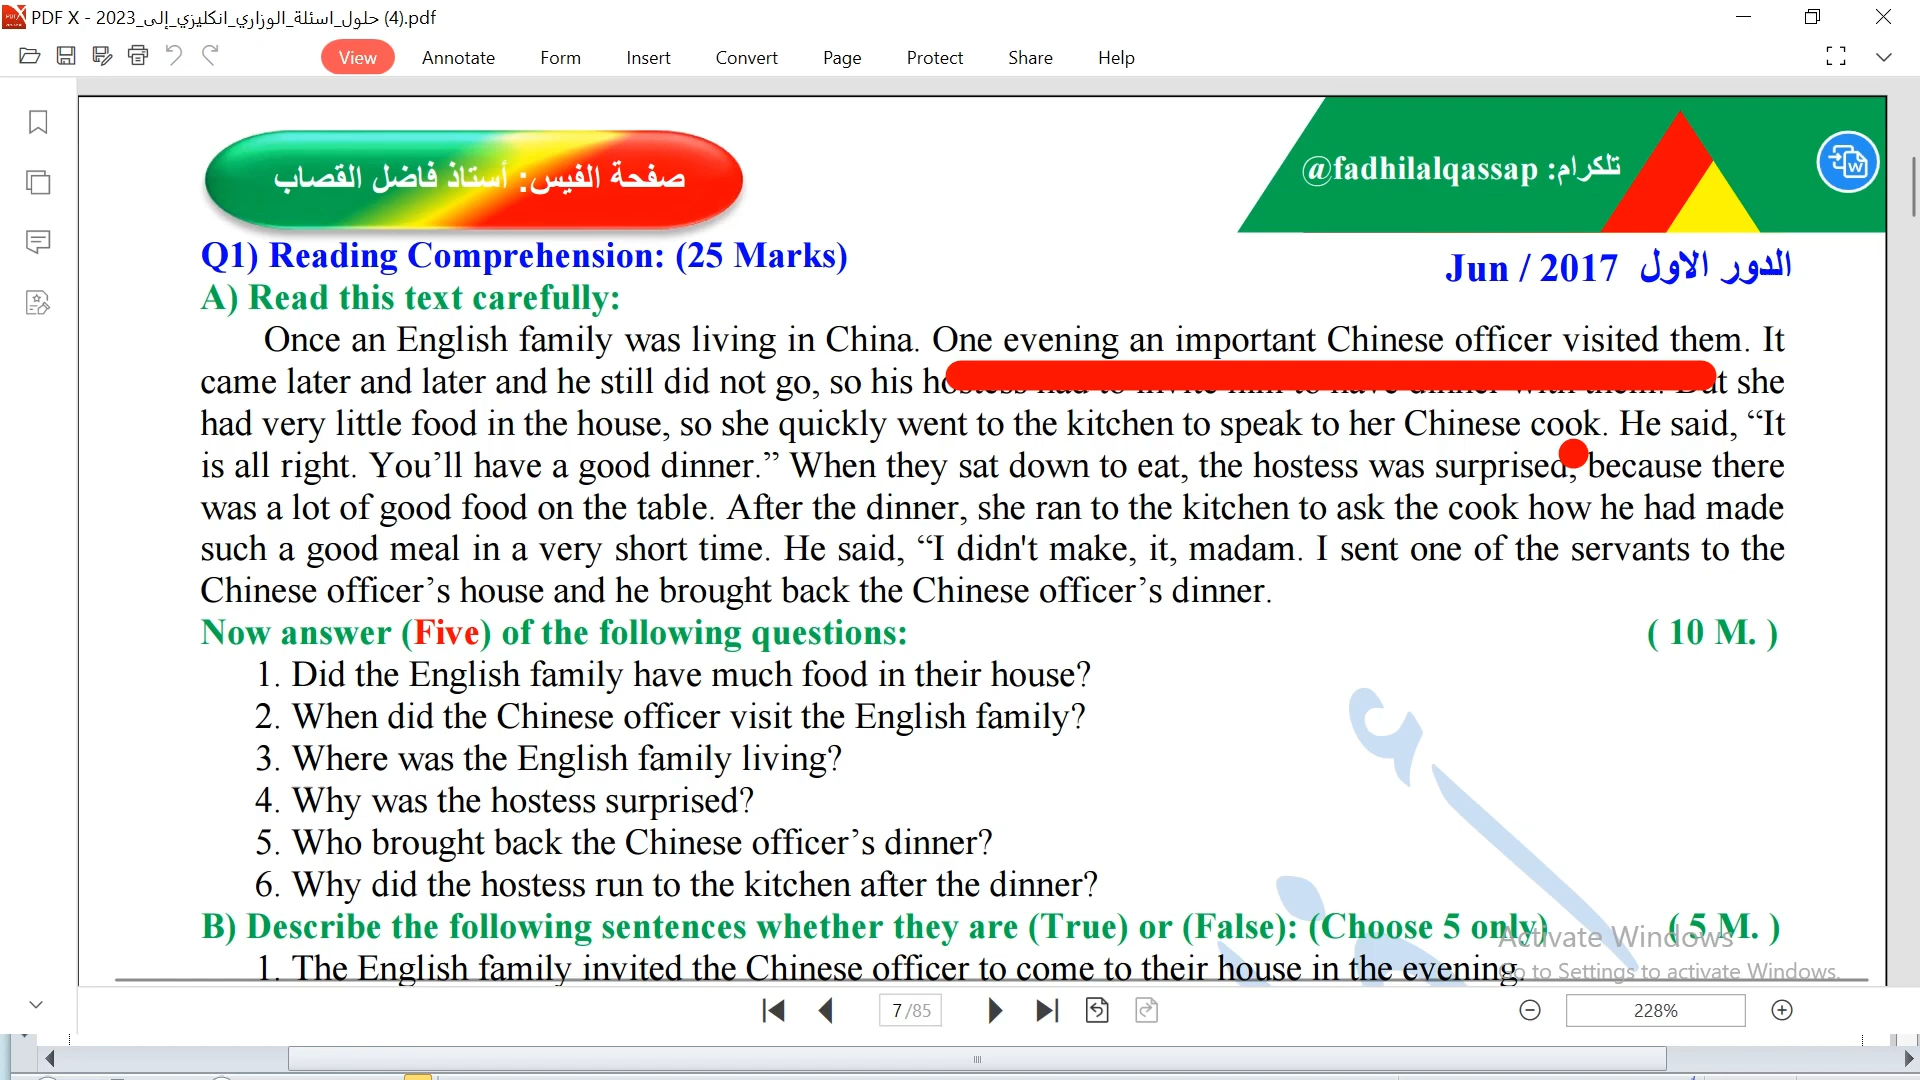 PDF X - حلول_اسئلة_الوزاري_انكليزي_إلى_2023 (4).pdf
View Annotate Form Insert Convert Page Protect Share Help
صفحة الفيس: أستاذ فاضل القصاب
تلكرام: @fadhilalqassap
Q1) Reading Comprehension: (25 Marks)
الدور الاول Jun / 2017
A) Read this text carefully:
Once an English family was living in China. One evening an important Chinese officer visited them. It
came later and later and he still did not go, so his hostess had to invite him to have dinner with them. But she
had very little food in the house, so she quickly went to the kitchen to speak to her Chinese cook. He said, “It
is all right. You’ll have a good dinner.” When they sat down to eat, the hostess was surprised, because there
was a lot of good food on the table. After the dinner, she ran to the kitchen to ask the cook how he had made
such a good meal in a very short time. He said, “I didn't make, it, madam. I sent one of the servants to the
Chinese officer’s house and he brought back the Chinese officer’s dinner.
Now answer (Five) of the following questions: ( 10 M. )
1. Did the English family have much food in their house?
2. When did the Chinese officer visit the English family?
3. Where was the English family living?
4. Why was the hostess surprised?
5. Who brought back the Chinese officer’s dinner?
6. Why did the hostess run to the kitchen after the dinner?
B) Describe the following sentences whether they are (True) or (False): (Choose 5 only) ( 5 M. )
1. The English family invited the Chinese officer to come to their house in the evening.
Activate Windows
Go to Settings to activate Windows.
7 /85
228%